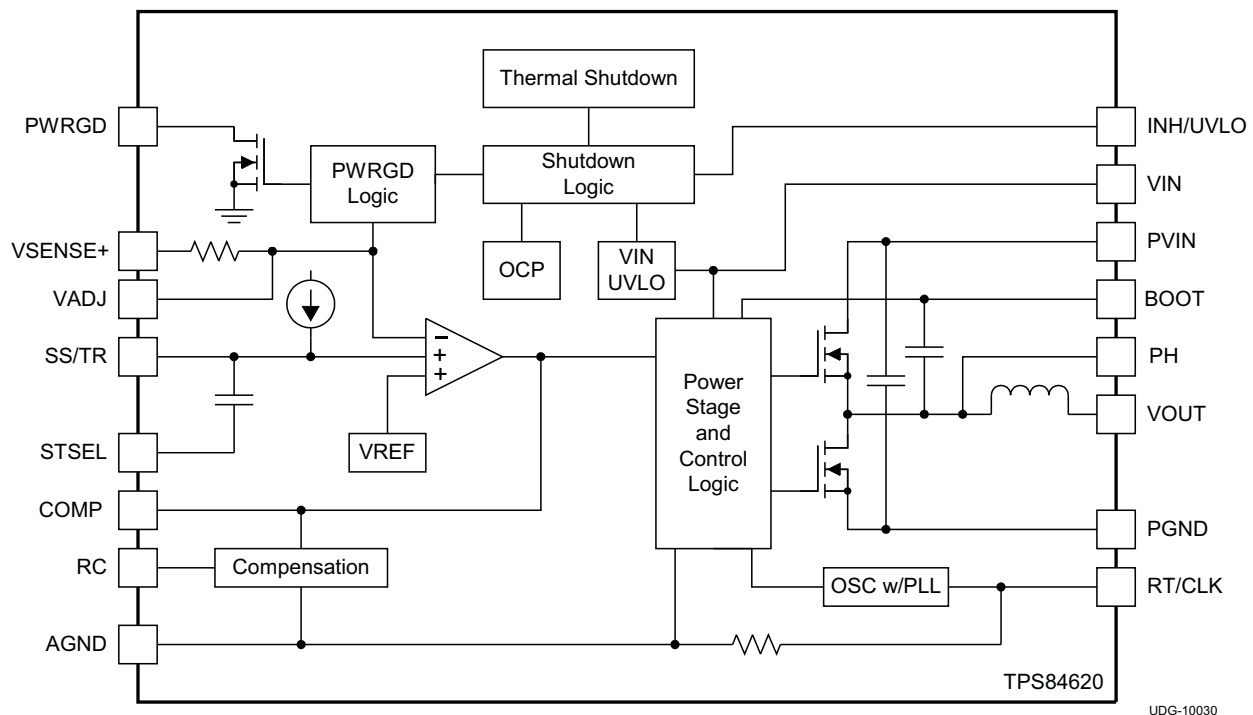 Thermal Shutdown
PWRGD
INH/UVLO
PWRGD
Logic
Shutdown
Logic
VIN
VSENSE+
OCP
VIN
UVLO
PVIN
VADJ
BOOT
SS/TR
−
+
+
PH
Power
Stage
and
Control
Logic
VOUT
STSEL
VREF
COMP
PGND
RC
Compensation
OSC w/PLL
RT/CLK
AGND
TPS84620
UDG-10030